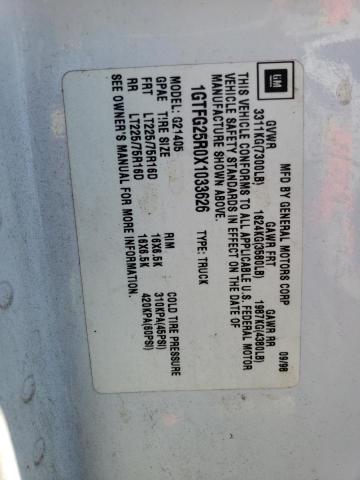 GM
MFD BY GENERAL MOTORS CORP 09/98
GVWR GAWR FRT GAWR RR
3311KG(7300LB) 1624KG(3580LB) 1987KG(4380LB)
THIS VEHICLE CONFORMS TO ALL APPLICABLE U.S. FEDERAL MOTOR
VEHICLE SAFETY STANDARDS IN EFFECT ON THE DATE OF
MANUFACTURE SHOWN ABOVE.
1GTFG25R0X1033626 TYPE: TRUCK
G21405
GPAE TIRE SIZE RIM COLD TIRE PRESSURE
FRT LT225/75R16D 16X6.5K 310KPA(45PSI)
RR LT225/75R16D 16X6.5K 420KPA(60PSI)
SEE OWNER'S MANUAL FOR MORE INFORMATION.